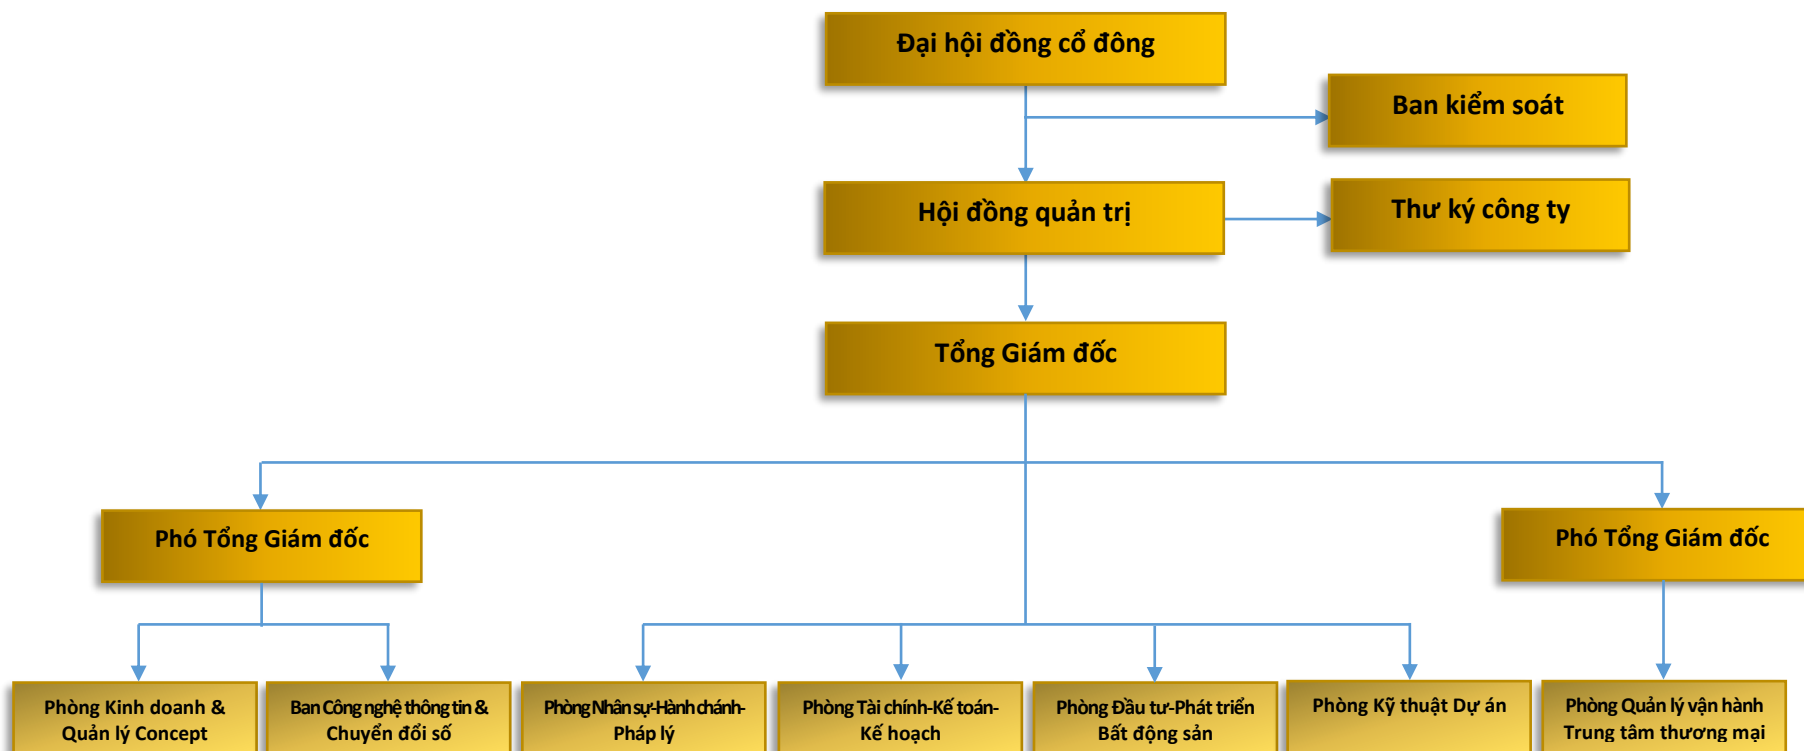 Đại hội đồng cổ đông
Ban kiểm soát
Hội đồng quản trị
Thư ký công ty
Tổng Giám đốc
Phó Tổng Giám đốc
Phó Tổng Giám đốc
Phòng Kinh doanh &
Quản lý Concept
Ban Công nghệ thông tin &
Chuyển đổi số
Phòng Nhân sự-Hành chánh-
Pháp lý
Phòng Tài chính-Kế toán-
Kế hoạch
Phòng Đầu tư-Phát triển
Bất động sản
Phòng Kỹ thuật Dự án
Phòng Quản lý vận hành
Trung tâm thương mại